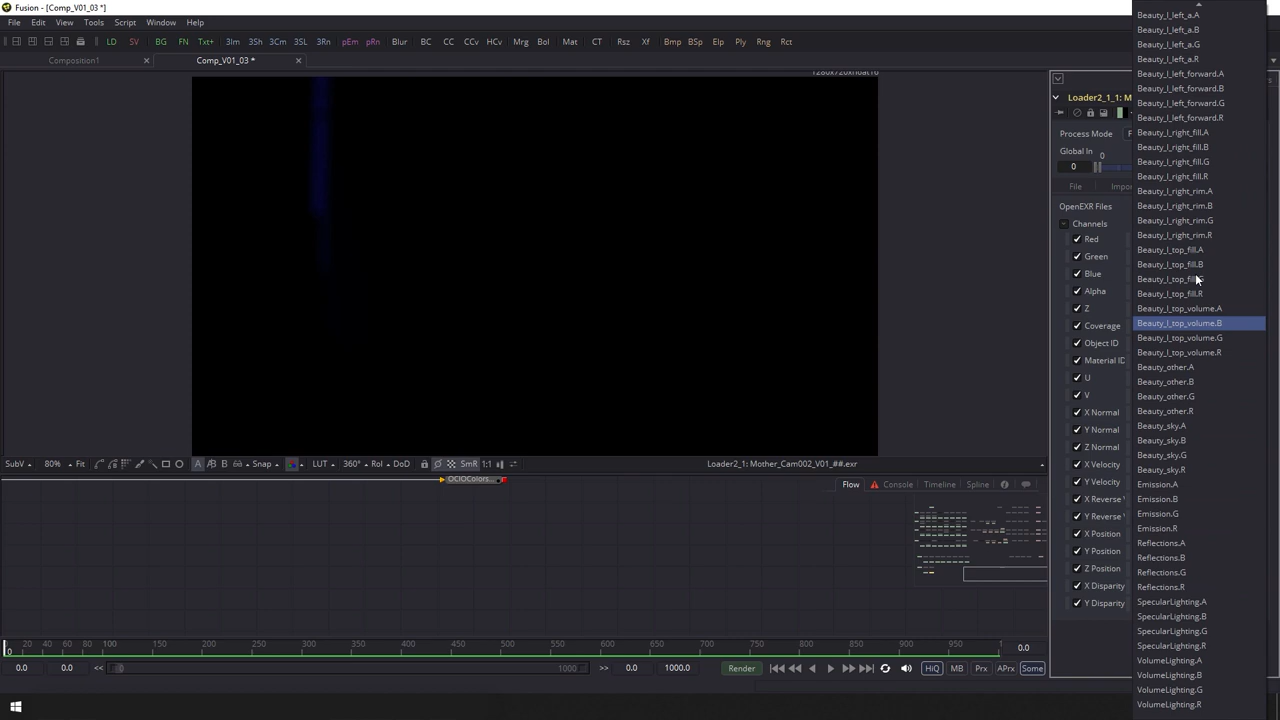 Fusion - [Comp_V01_03 *]
File Edit View Tools Script Window Help
LD SV BG FN Txt+ 3Im 3Sh 3Cm 3SL 3Rn pEm pRn Blur BC CC CCv HCv Mrg Bol Mat CT Rsz Xf Bmp BSp Elp Ply Rng Rct
Composition1
Comp_V01_03 *
1280x720xfloat16
SubV 80% Fit A B Snap LUT 360° RoI DoD SmR 1:1 Loader2_1: Mother_Cam002_V01_##.exr
OCIOColors...
Flow Console Timeline Spline
0 20 40 60 80 100 150 200 250 300 350 400 450 500 550 600 650 700 750 800 850 900 950 0.0
0.0 0.0 << 0 1000 >> 0.0 1000.0 Render HiQ MB Prx APrx Some
Loader2_1_1: M
Process Mode
Global In
0
0
File
OpenEXR Files
Channels
Red
Green
Blue
Alpha
Z
Coverage
Object ID
Material ID
U
V
X Normal
Y Normal
Z Normal
X Velocity
Y Velocity
X Reverse
Y Reverse
X Position
Y Position
Z Position
X Disparity
Y Disparity
Beauty_l_left_a.A
Beauty_l_left_a.B
Beauty_l_left_a.G
Beauty_l_left_a.R
Beauty_l_left_forward.A
Beauty_l_left_forward.B
Beauty_l_left_forward.G
Beauty_l_left_forward.R
Beauty_l_right_fill.A
Beauty_l_right_fill.B
Beauty_l_right_fill.G
Beauty_l_right_fill.R
Beauty_l_right_rim.A
Beauty_l_right_rim.B
Beauty_l_right_rim.G
Beauty_l_right_rim.R
Beauty_l_top_fill.A
Beauty_l_top_fill.B
Beauty_l_top_fill.G
Beauty_l_top_fill.R
Beauty_l_top_volume.A
Beauty_l_top_volume.B
Beauty_l_top_volume.G
Beauty_l_top_volume.R
Beauty_other.A
Beauty_other.B
Beauty_other.G
Beauty_other.R
Beauty_sky.A
Beauty_sky.B
Beauty_sky.G
Beauty_sky.R
Emission.A
Emission.B
Emission.G
Emission.R
Reflections.A
Reflections.B
Reflections.G
Reflections.R
SpecularLighting.A
SpecularLighting.B
SpecularLighting.G
SpecularLighting.R
VolumeLighting.A
VolumeLighting.B
VolumeLighting.G
VolumeLighting.R